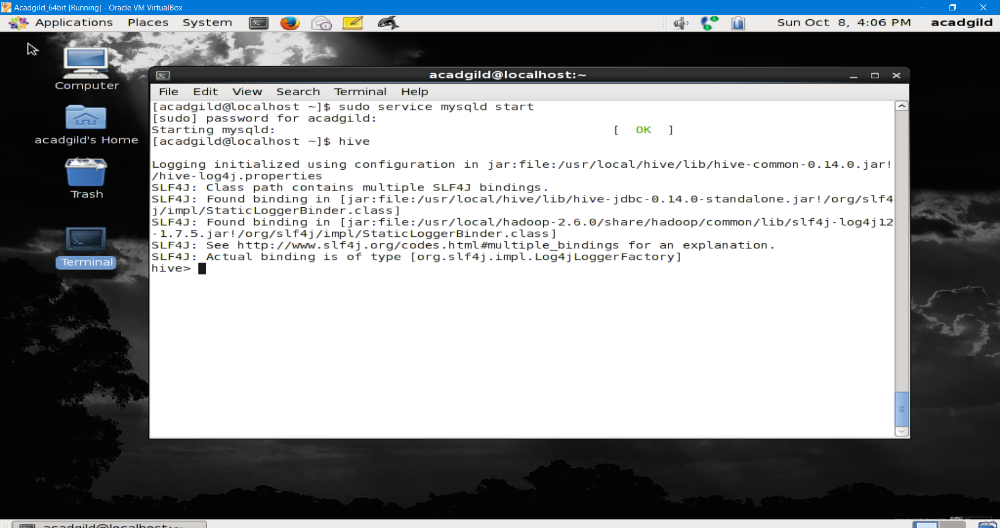 Acadgild_64bit [Running] - Oracle VM VirtualBox
Applications Places System Sun Oct 8, 4:06 PM acadgild
Computer
acadgild's Home
Trash
Terminal
acadgild@localhost:~
File Edit View Search Terminal Help
[acadgild@localhost ~]$ sudo service mysqld start
[sudo] password for acadgild:
Starting mysqld: [ OK ]
[acadgild@localhost ~]$ hive
Logging initialized using configuration in jar:file:/usr/local/hive/lib/hive-common-0.14.0.jar!
/hive-log4j.properties
SLF4J: Class path contains multiple SLF4J bindings.
SLF4J: Found binding in [jar:file:/usr/local/hive/lib/hive-jdbc-0.14.0-standalone.jar!/org/slf4
j/impl/StaticLoggerBinder.class]
SLF4J: Found binding in [jar:file:/usr/local/hadoop-2.6.0/share/hadoop/common/lib/slf4j-log4j12
-1.7.5.jar!/org/slf4j/impl/StaticLoggerBinder.class]
SLF4J: See http://www.slf4j.org/codes.html#multiple_bindings for an explanation.
SLF4J: Actual binding is of type [org.slf4j.impl.Log4jLoggerFactory]
hive>
acadgild@localhost:~